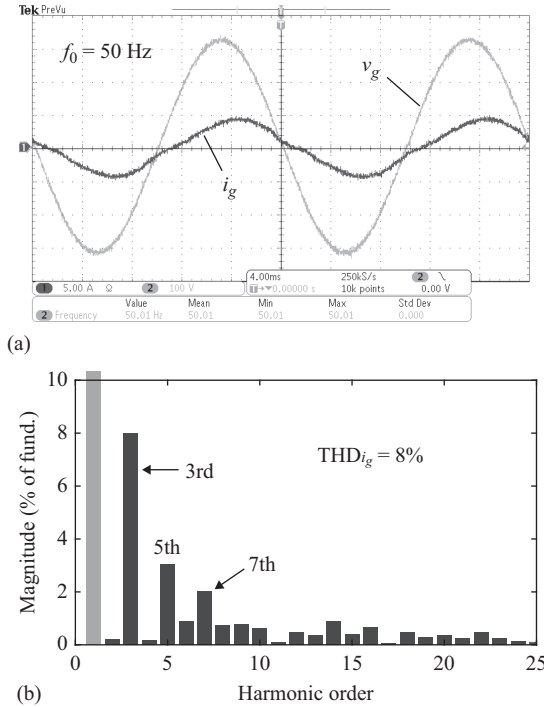 Tek PreVu
T
T
f0 = 50 Hz
vg
T
ig
1 5.00 A Ω 2 100 V
4.00ms 250kS/s 2
T→▼0.00000 s 10k points 0.00 V
Value Mean Min Max Std Dev
2 Frequency 50.01 Hz 50.01 50.01 50.01 0.000
(a)
10
8
6
4
2
0
Magnitude (% of fund.)
THDig = 8%
3rd
5th
7th
0 5 10 15 20 25
(b) Harmonic order